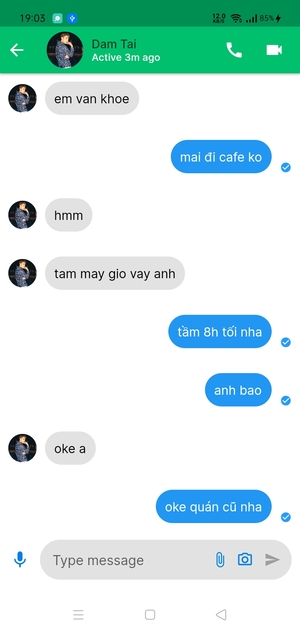 19:03
12.0 KB/S
85%
Dam Tai
Active 3m ago
em van khoe
mai đi cafe ko
hmm
tam may gio vay anh
tầm 8h tối nha
anh bao
oke a
oke quán cũ nha
Type message